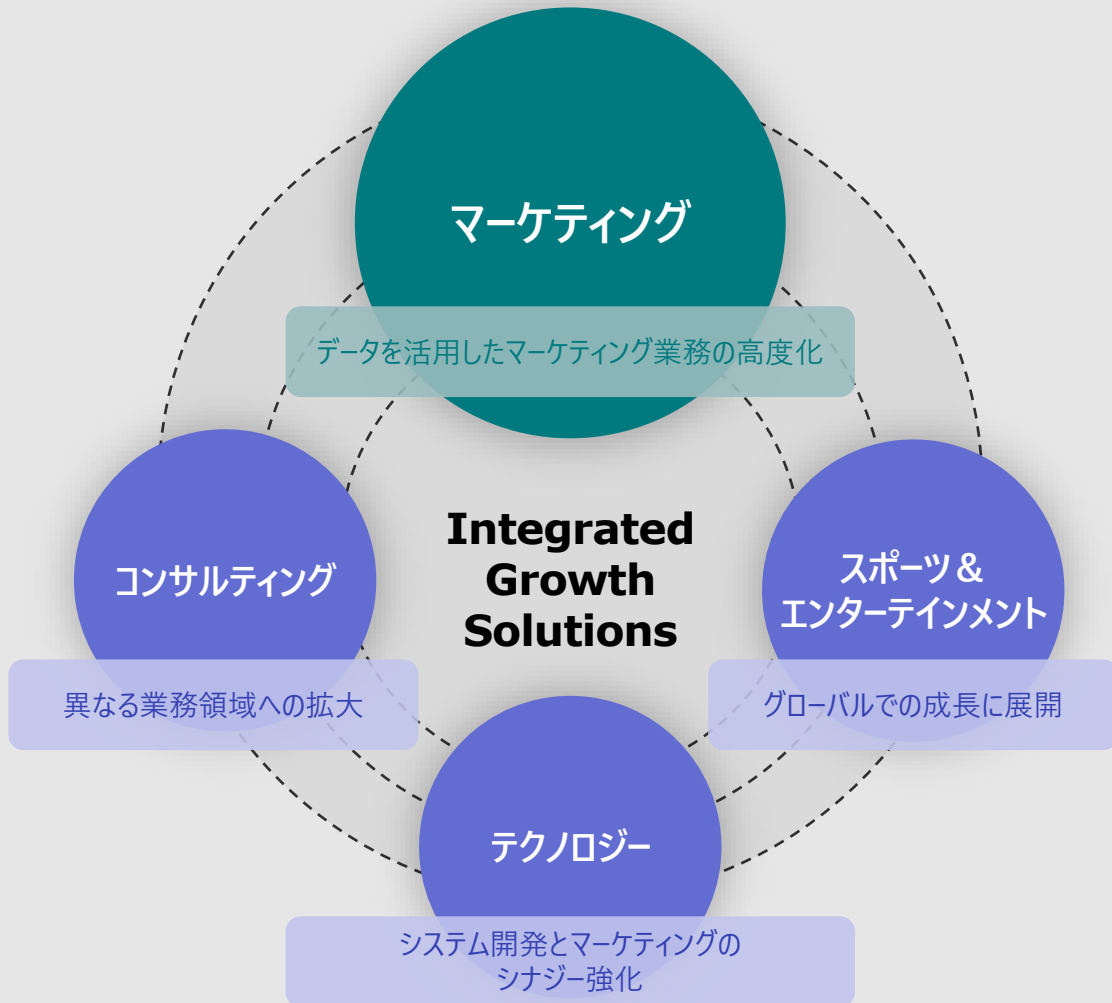 マーケティング
データを活用したマーケティング業務の高度化
Integrated
Growth
Solutions
コンサルティング
異なる業務領域への拡大
スポーツ＆
エンターテインメント
グローバルでの成長に展開
テクノロジー
システム開発とマーケティングの
シナジー強化